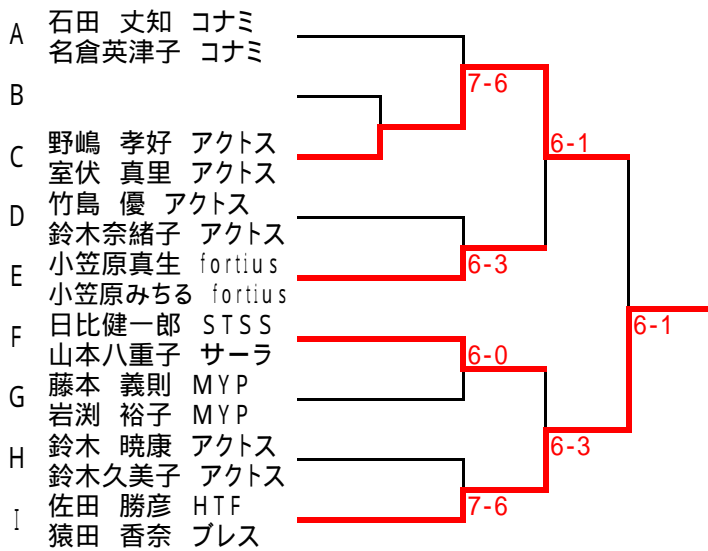 A
石田 丈知 コナミ
名倉英津子 コナミ
B
C
野嶋 孝好 アクトス
室伏 真里 アクトス
D
竹島 優 アクトス
鈴木奈緒子 アクトス
E
小笠原真生 fortius
小笠原みちる fortius
F
日比健一郎 STSS
山本八重子 サーラ
G
藤本 義則 MYP
岩渕 裕子 MYP
H
鈴木 暁康 アクトス
鈴木久美子 アクトス
I
佐田 勝彦 HTF
猿田 香奈 ブレス
7-6
6-3
6-0
7-6
6-1
6-3
6-1